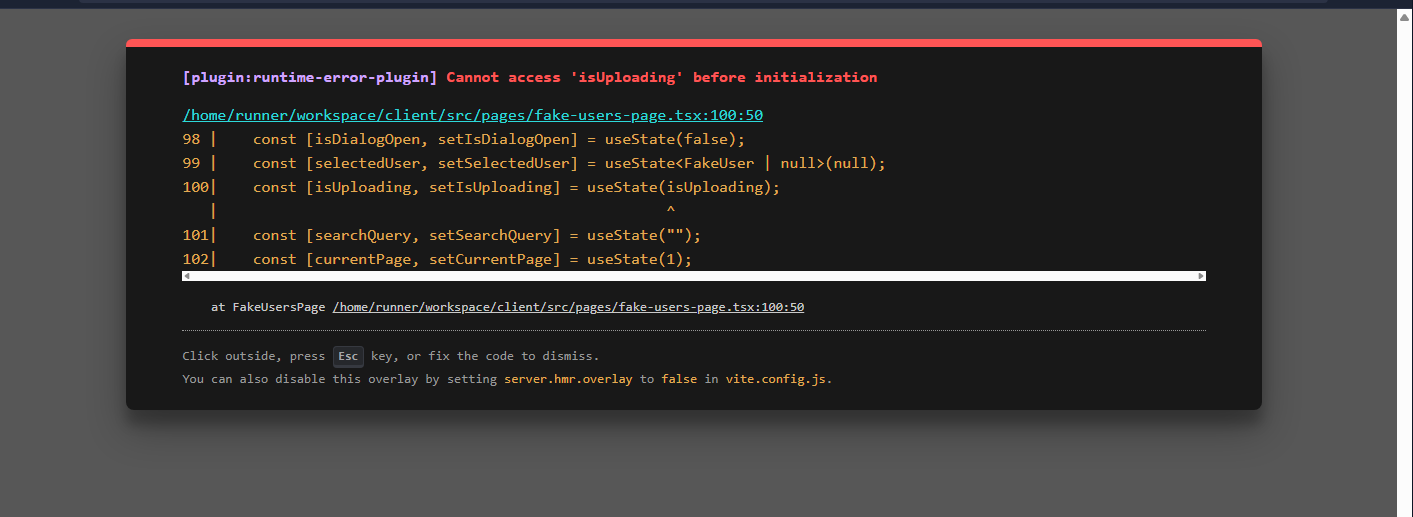 [plugin:runtime-error-plugin] Cannot access 'isUploading' before initialization
/home/runner/workspace/client/src/pages/fake-users-page.tsx:100:50
98 |    const [isDialogOpen, setIsDialogOpen] = useState(false);
99 |    const [selectedUser, setSelectedUser] = useState<FakeUser | null>(null);
100|    const [isUploading, setIsUploading] = useState(isUploading);
   |                                                    ^
101|    const [searchQuery, setSearchQuery] = useState("");
102|    const [currentPage, setCurrentPage] = useState(1);
at FakeUsersPage /home/runner/workspace/client/src/pages/fake-users-page.tsx:100:50
Click outside, press Esc key, or fix the code to dismiss.
You can also disable this overlay by setting server.hmr.overlay to false in vite.config.js.